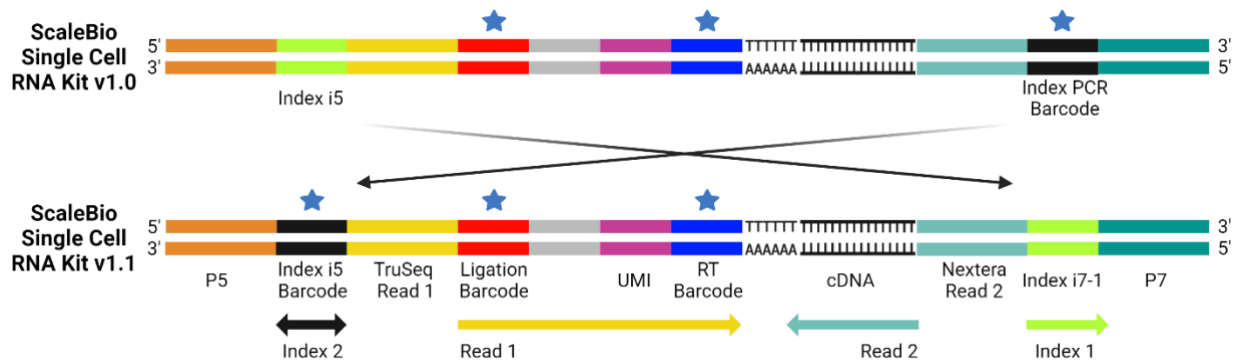 ScaleBio
Single Cell
RNA Kit v1.0
5'
3'
TTTTTT
AAAAAA
3'
5'
Index i5
Index PCR
Barcode
ScaleBio
Single Cell
RNA Kit v1.1
5'
3'
TTTTTT
AAAAAA
3'
5'
P5
Index i5
Barcode
TruSeq
Read 1
Ligation
Barcode
UMI
RT
Barcode
cDNA
Nextera
Read 2
Index i7-1
P7
Index 2
Read 1
Read 2
Index 1